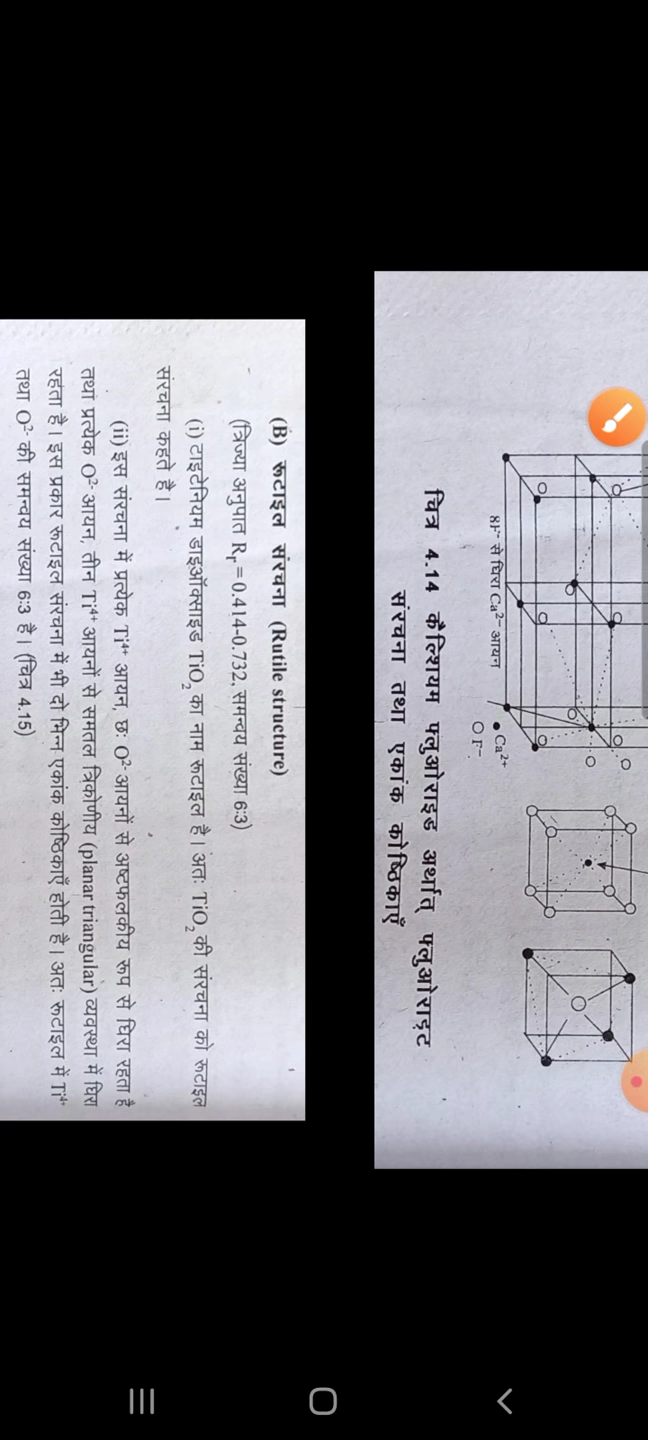 8F⁻ से घिरा Ca²⁻ आयन
● Ca²⁺
○ F⁻
चित्र 4.14 कैल्शियम फ्लुओराइड अर्थात् फ्लुओराइट
संरचना तथा एकांक कोष्ठिकाएँ
(B) रूटाइल संरचना (Rutile structure)
(त्रिज्या अनुपात Rᵣ = 0.414-0.732, समन्वय संख्या 6:3)
(i) टाइटेनियम डाइऑक्साइड TiO₂ का नाम रूटाइल है। अतः TiO₂ की संरचना को रूटाइल
संरचना कहते है।
(ii) इस संरचना में प्रत्येक Ti⁴⁺ आयन, छः O²⁻ आयनों से अष्टफलकीय रूप से घिरा रहता है
तथा प्रत्येक O²⁻ आयन, तीन Ti⁴⁺ आयनों से समतल त्रिकोणीय (planar triangular) व्यवस्था में घिरा
रहता है। इस प्रकार रूटाइल संरचना में भी दो भिन्न एकांक कोष्ठिकाएँ होती है। अतः रूटाइल में Ti⁴⁺
तथा O²⁻ की समन्वय संख्या 6:3 है। (चित्र 4.15)